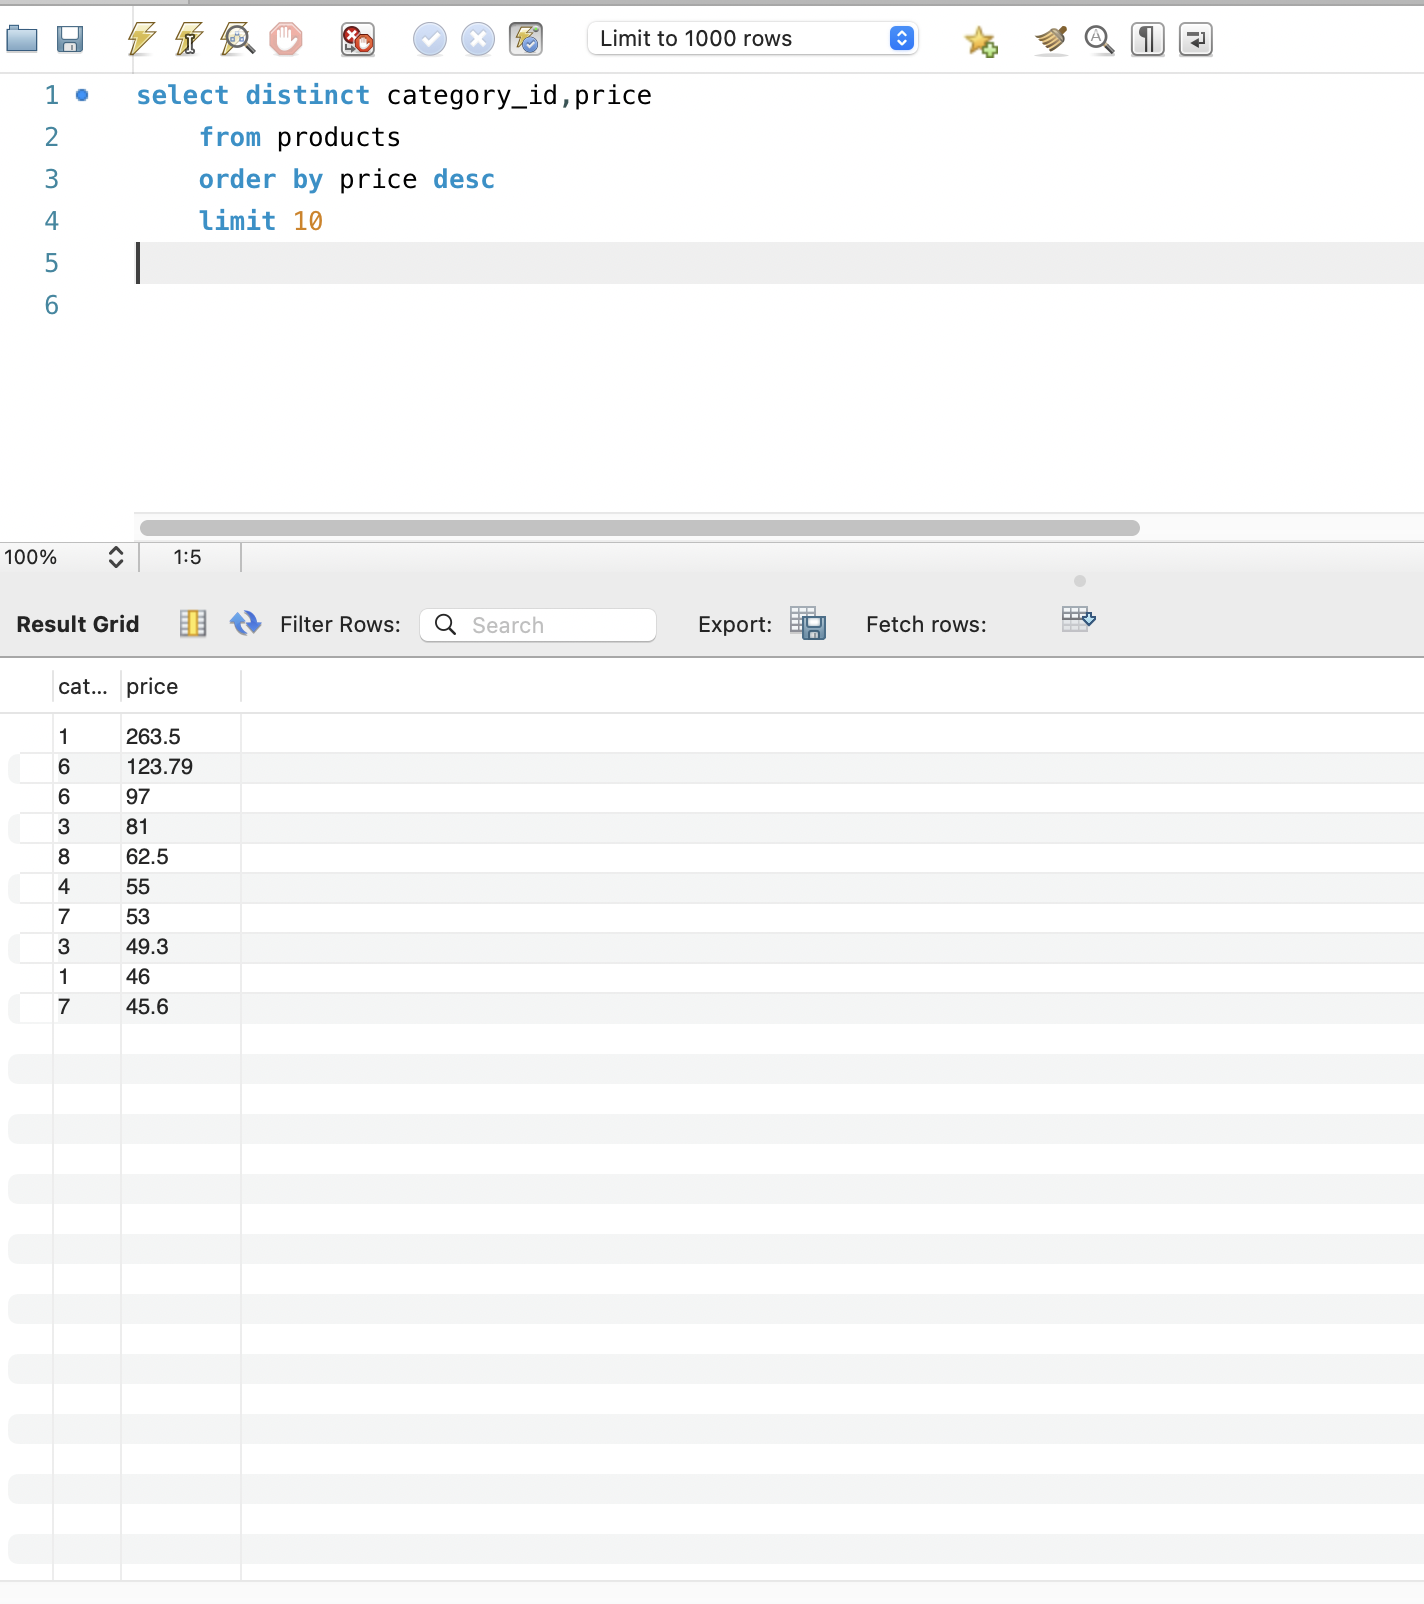 Limit to 1000 rows
1 select distinct category_id,price
2 from products
3 order by price desc
4 limit 10
5
6
100% 1:5
Result Grid Filter Rows: Search Export: Fetch rows:
cat... price
1 263.5
6 123.79
6 97
3 81
8 62.5
4 55
7 53
3 49.3
1 46
7 45.6